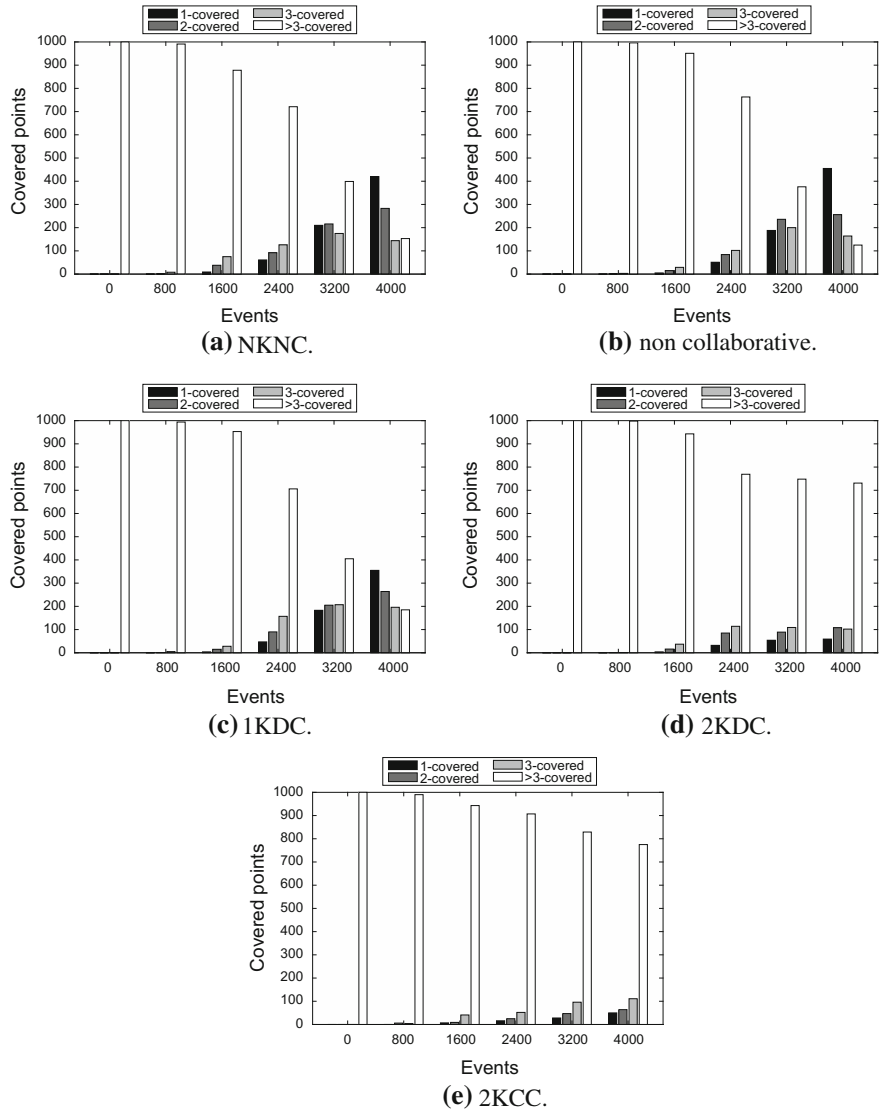 1-covered 3-covered
2-covered >3-covered
1000
900
800
700
600
500
400
300
200
100
0
Covered points
0 800 1600 2400 3200 4000
Events
(a) NKNC.
1-covered 3-covered
2-covered >3-covered
1000
900
800
700
600
500
400
300
200
100
0
Covered points
0 800 1600 2400 3200 4000
Events
(b) non collaborative.
1-covered 3-covered
2-covered >3-covered
1000
900
800
700
600
500
400
300
200
100
0
Covered points
0 800 1600 2400 3200 4000
Events
(c) 1KDC.
1-covered 3-covered
2-covered >3-covered
1000
900
800
700
600
500
400
300
200
100
0
Covered points
0 800 1600 2400 3200 4000
Events
(d) 2KDC.
1-covered 3-covered
2-covered >3-covered
1000
900
800
700
600
500
400
300
200
100
0
Covered points
0 800 1600 2400 3200 4000
Events
(e) 2KCC.